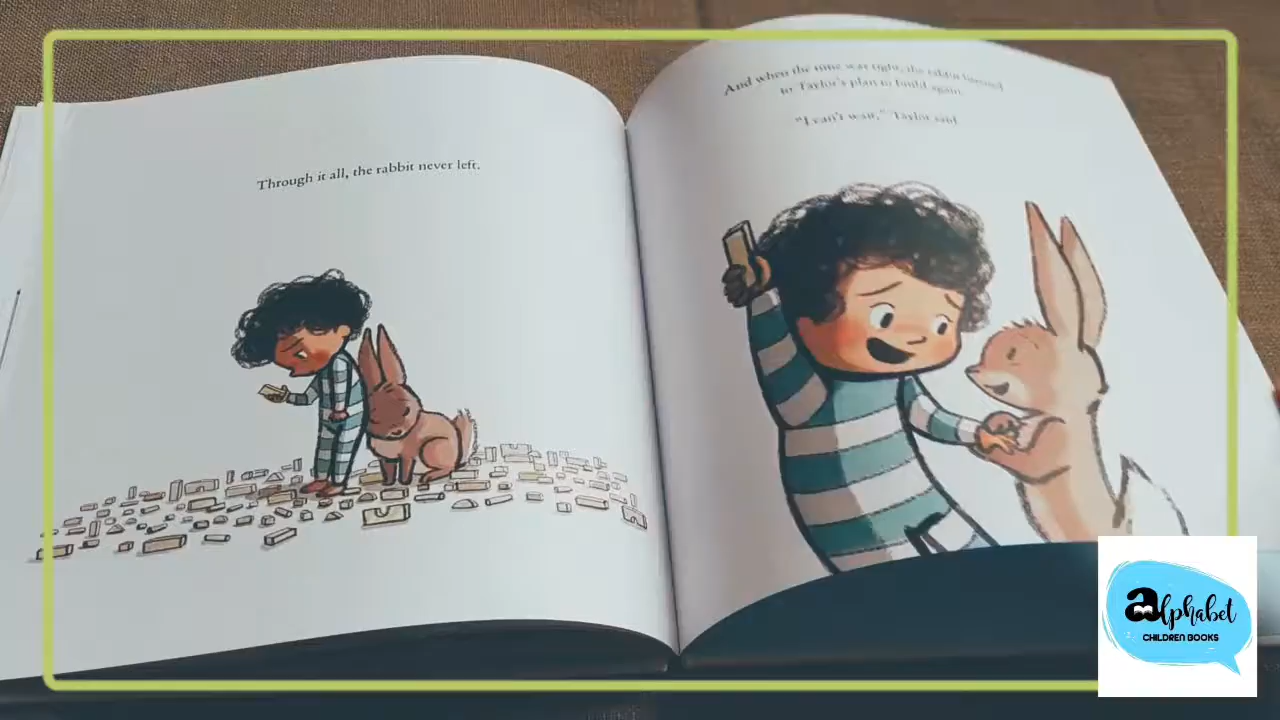 Through it all, the rabbit never left.
And when the time was right, the rabbit listened
to Taylor's plan to build again.
"I can't wait," Taylor said.
alphabet
CHILDREN BOOKS